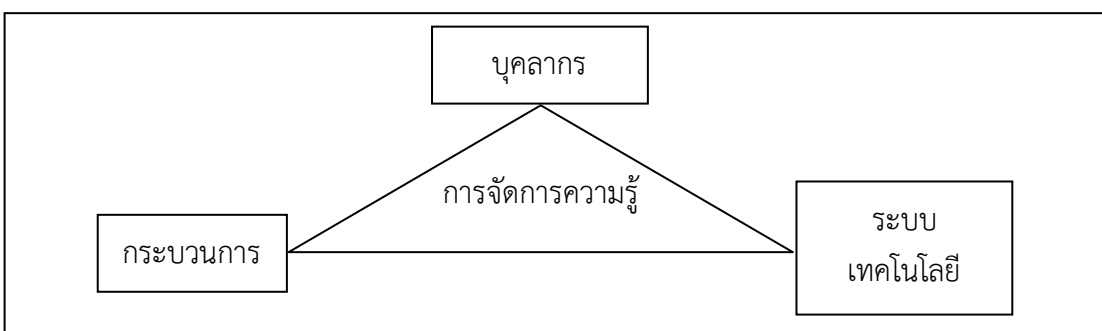 บุคลากร
การจัดการความรู้
กระบวนการ
ระบบ
เทคโนโลยี